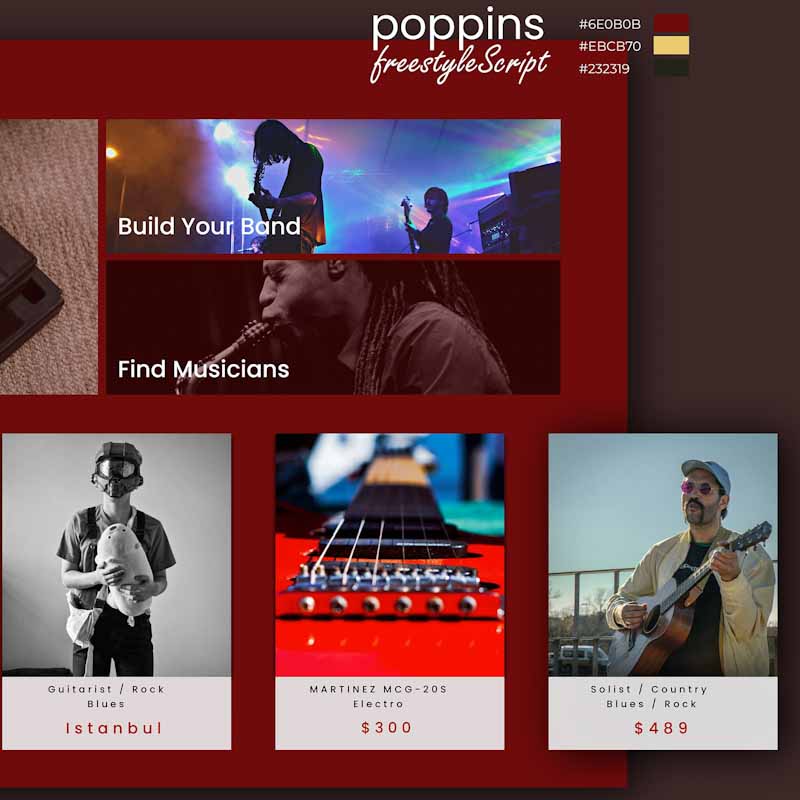 poppins
freestyleScript
#6E0B0B
#EBCB70
#232319
Build Your Band
Find Musicians
Guitarist / Rock
Blues
Istanbul
MARTINEZ MCG-20S
Electro
$300
Solist / Country
Blues / Rock
$489